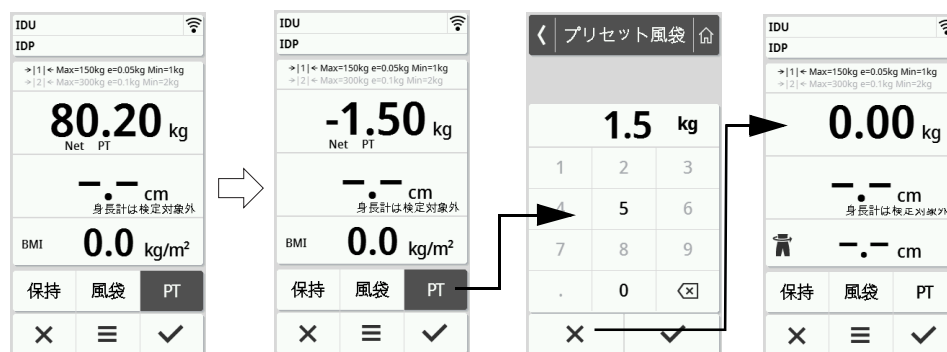 IDU
IDP
→|1|← Max=150kg e=0.05kg Min=1kg
→|2|← Max=300kg e=0.1kg Min=2kg
80.20 kg
Net PT
-.- cm
身長計は検定対象外
BMI 0.0 kg/m²
保持 風袋 PT
IDU
IDP
→|1|← Max=150kg e=0.05kg Min=1kg
→|2|← Max=300kg e=0.1kg Min=2kg
-1.50 kg
Net PT
-.- cm
身長計は検定対象外
BMI 0.0 kg/m²
保持 風袋 PT
プリセット風袋
1.5 kg
1 2 3
4 5 6
7 8 9
. 0
IDU
IDP
→|1|← Max=150kg e=0.05kg Min=1kg
→|2|← Max=300kg e=0.1kg Min=2kg
0.00 kg
-.- cm
身長計は検定対象外
-.- cm
保持 風袋 PT